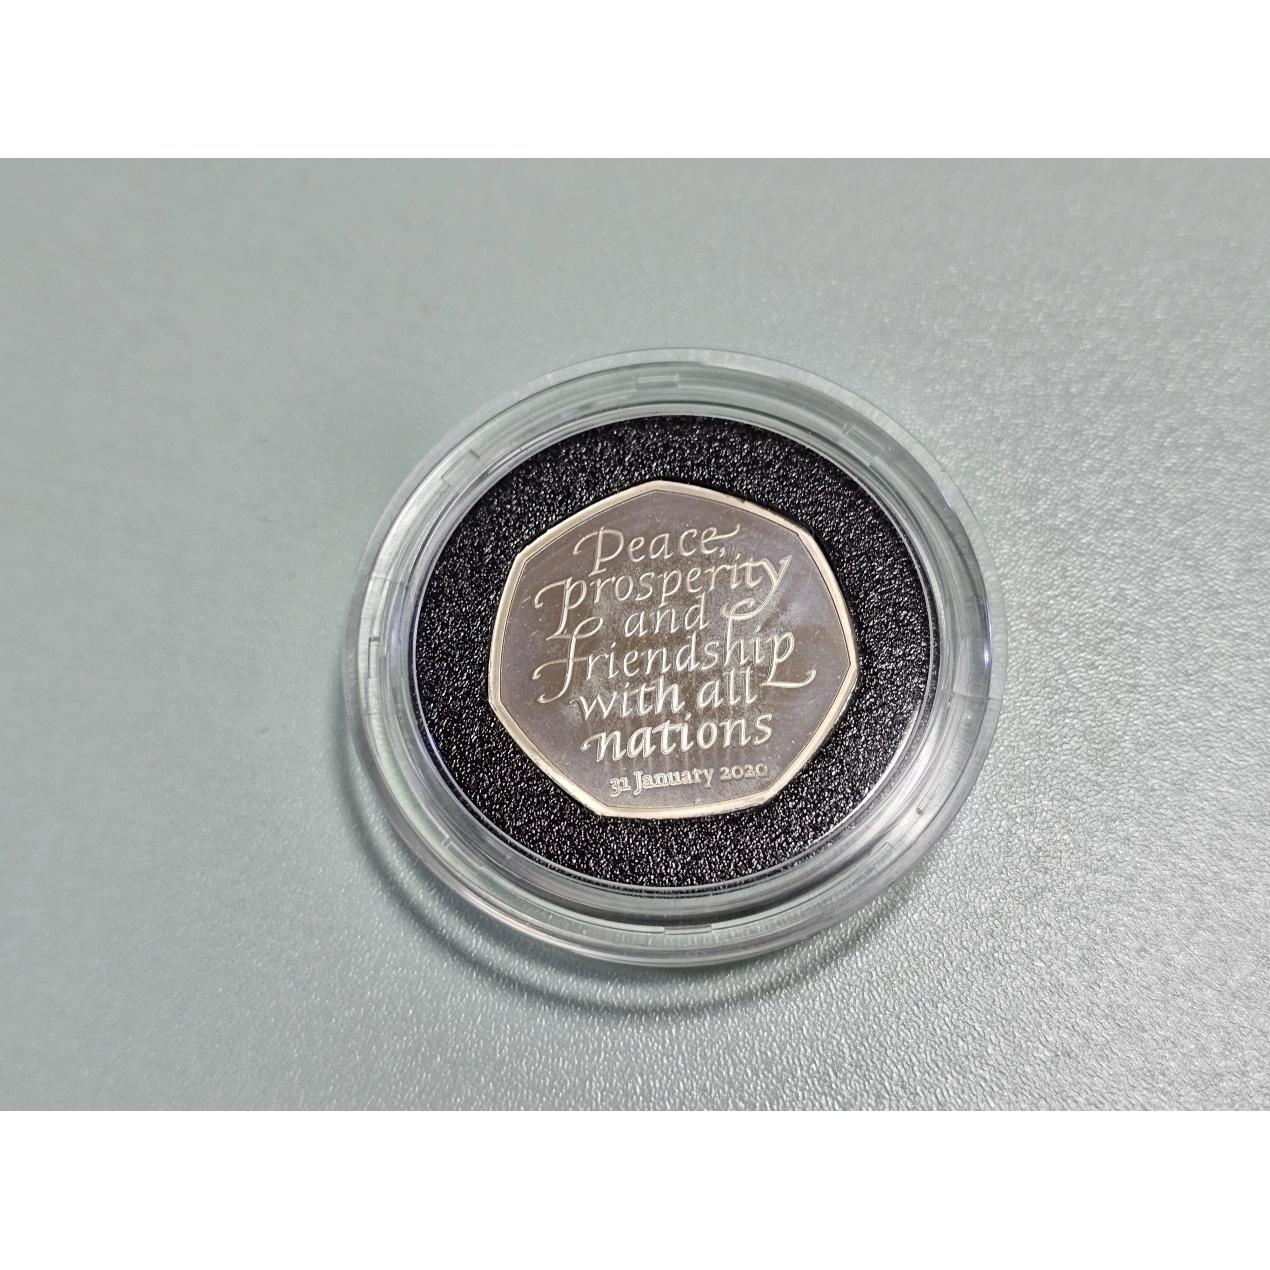 Peace,
prosperity
and
friendship
with all
nations
31 January 2020